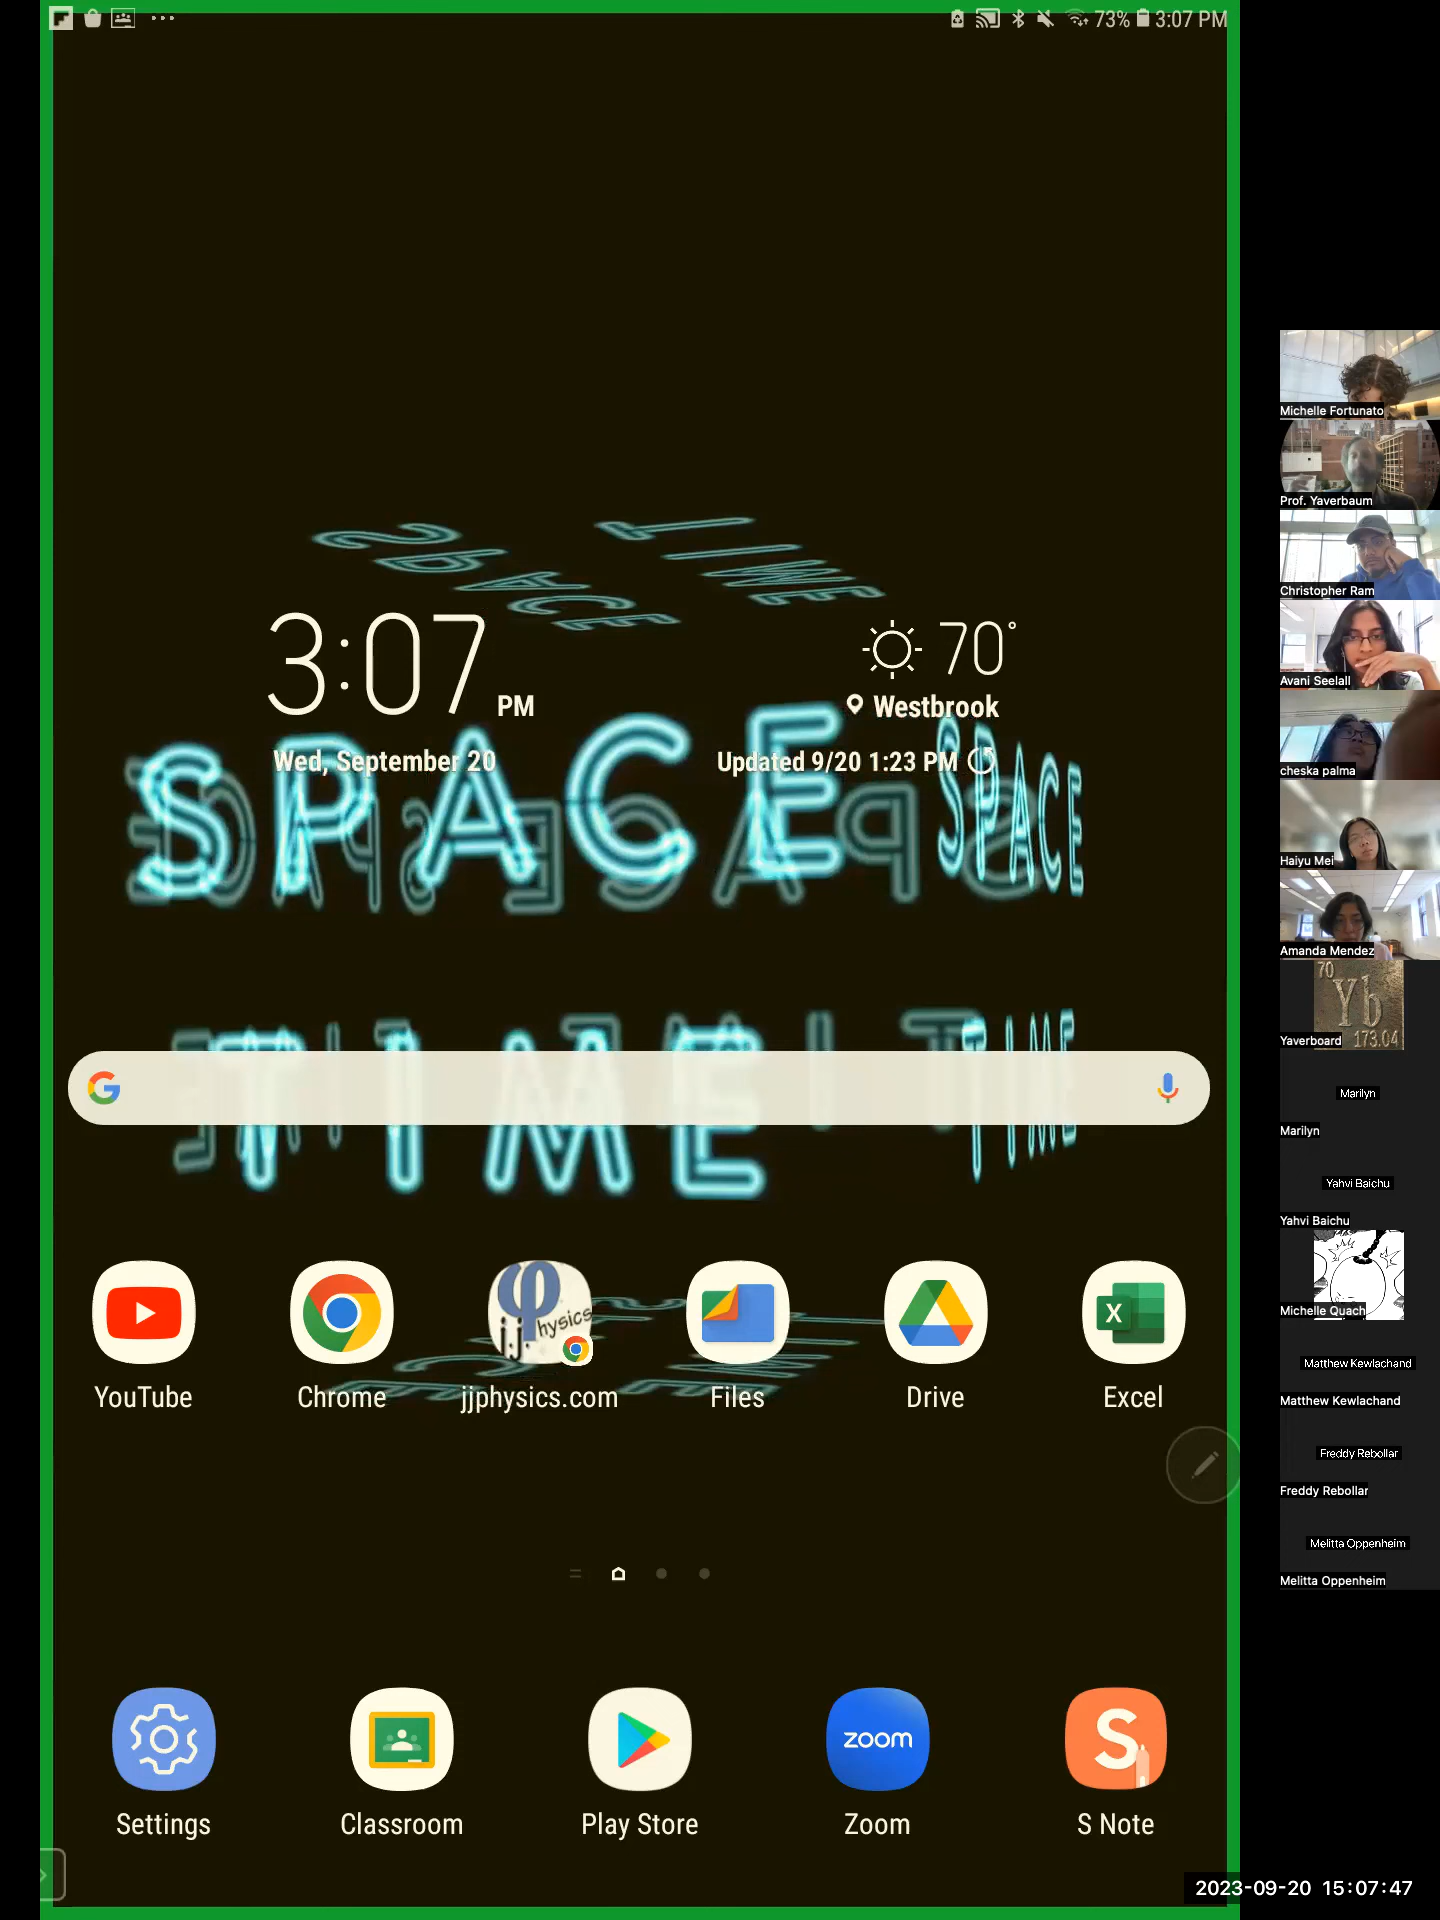 73% 3:07 PM
SPACE
TIME
3:07 PM
70°
Westbrook
Wed, September 20
Updated 9/20 1:23 PM
SPACE
SPACE
TIME
TIME
YouTube
Chrome
jjphysics.com
Files
Drive
Excel
Settings
Classroom
Play Store
zoom
Zoom
S
S Note
Michelle Fortunato
Prof. Yaverbaum
Christopher Ram
Avani Seelall
cheska palma
Haiyu Mei
Amanda Mendez
70
Yb
173.04
Yaverboard
Marilyn
Marilyn
Yahvi Baichu
Yahvi Baichu
Michelle Quach
Matthew Kewlachand
Matthew Kewlachand
Freddy Rebollar
Freddy Rebollar
Melitta Oppenheim
Melitta Oppenheim
2023-09-20 15:07:47